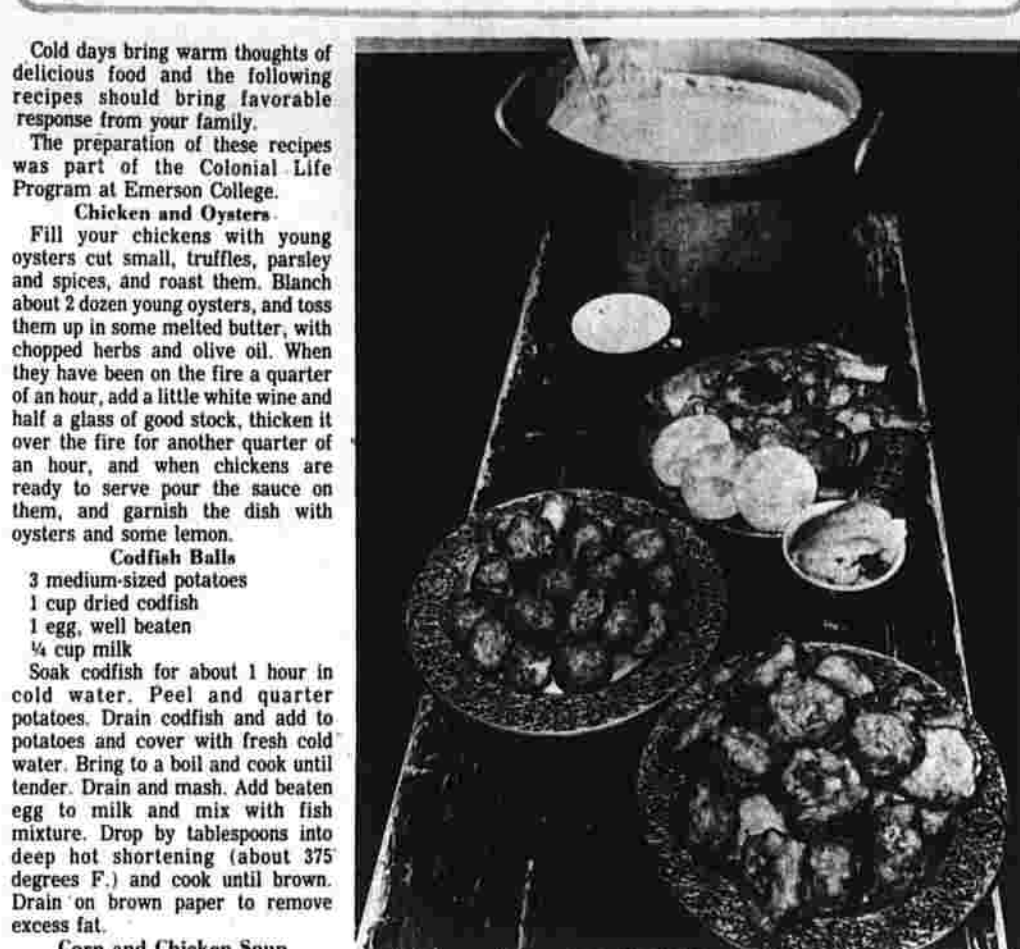 Cold days bring warm thoughts of
delicious food and the following
recipes should bring favorable
response from your family.
The preparation of these recipes
was part of the Colonial Life
Program at Emerson College.
Chicken and Oysters
Fill your chickens with young
oysters cut small, truffles, parsley
and spices, and roast them. Blanch
about 2 dozen young oysters, and toss
them up in some melted butter, with
chopped herbs and olive oil. When
they have been on the fire a quarter
of an hour, add a little white wine and
half a glass of good stock, thicken it
over the fire for another quarter of
an hour, and when chickens are
ready to serve pour the sauce on
them, and garnish the dish with
oysters and some lemon.
Codfish Balls
3 medium-sized potatoes
1 cup dried codfish
1 egg, well beaten
¼ cup milk
Soak codfish for about 1 hour in
cold water. Peel and quarter
potatoes. Drain codfish and add to
potatoes and cover with fresh cold
water. Bring to a boil and cook until
tender. Drain and mash. Add beaten
egg to milk and mix with fish
mixture. Drop by tablespoons into
deep hot shortening (about 375
degrees F.) and cook until brown.
Drain on brown paper to remove
excess fat.
Corn and Chicken Soup